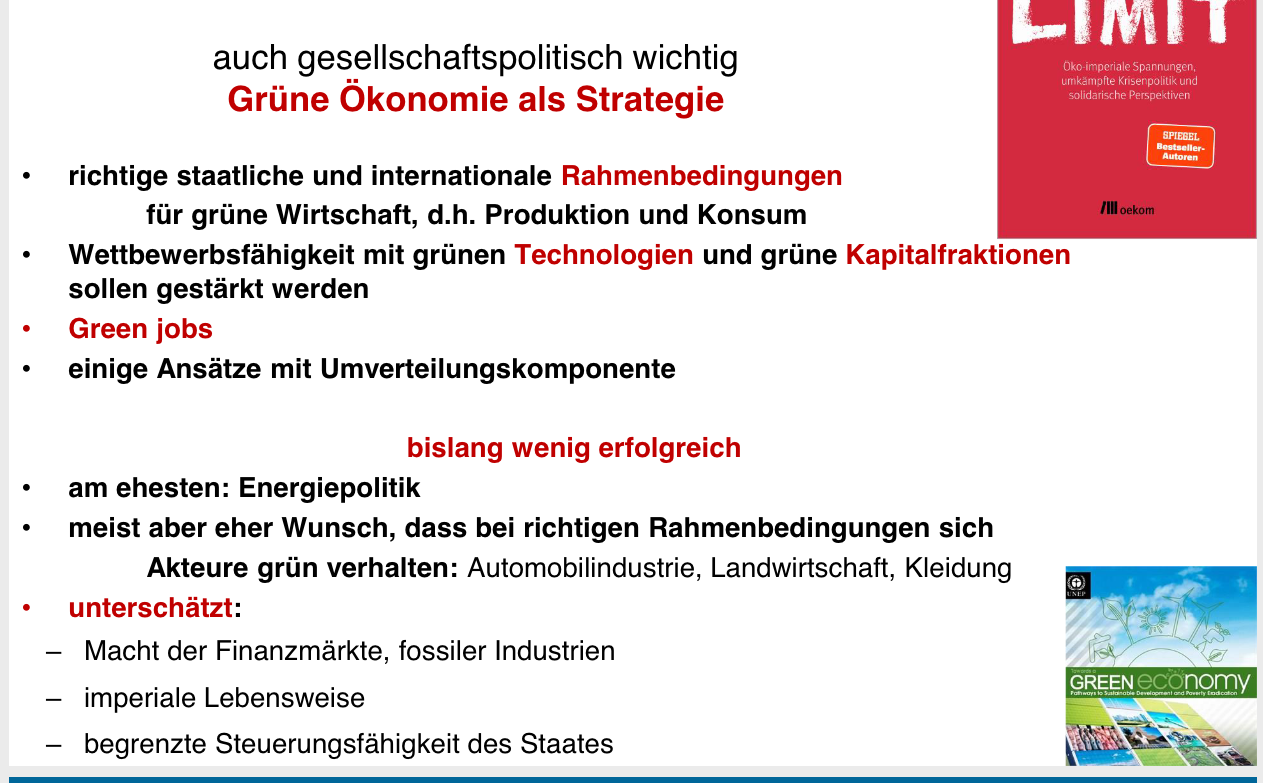 LIMIT
Öko-imperiale Spannungen,
umkämpfte Krisenpolitik und
solidarische Perspektiven
SPIEGEL
Bestseller-
Autoren
oekom
auch gesellschaftspolitisch wichtig
Grüne Ökonomie als Strategie
• richtige staatliche und internationale Rahmenbedingungen
für grüne Wirtschaft, d.h. Produktion und Konsum
• Wettbewerbsfähigkeit mit grünen Technologien und grüne Kapitalfraktionen
sollen gestärkt werden
• Green jobs
• einige Ansätze mit Umverteilungskomponente
bislang wenig erfolgreich
• am ehesten: Energiepolitik
• meist aber eher Wunsch, dass bei richtigen Rahmenbedingungen sich
Akteure grün verhalten: Automobilindustrie, Landwirtschaft, Kleidung
• unterschätzt:
– Macht der Finanzmärkte, fossiler Industrien
– imperiale Lebensweise
– begrenzte Steuerungsfähigkeit des Staates
UNEP
Towards a
GREEN economy
Pathways to Sustainable Development and Poverty Eradication